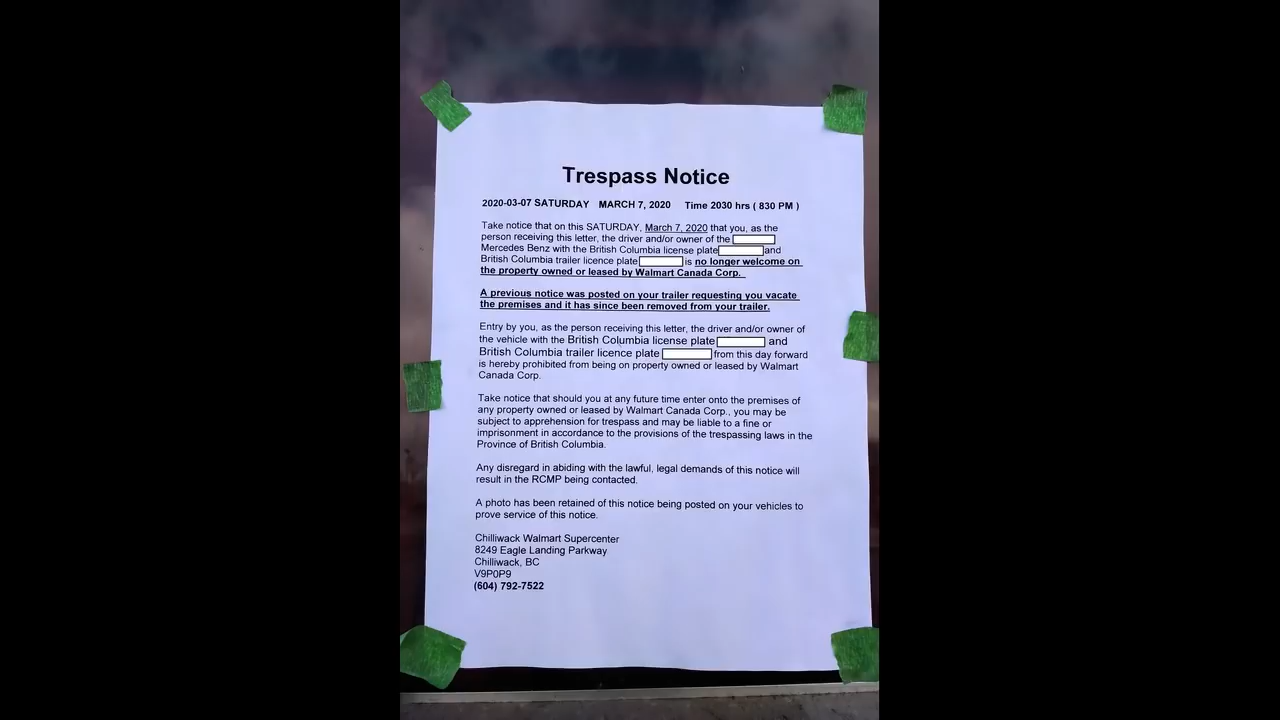 Trespass Notice
2020-03-07 SATURDAY MARCH 7, 2020 Time 2030 hrs ( 830 PM )
Take notice that on this SATURDAY, March 7, 2020 that you, as the
person receiving this letter, the driver and/or owner of the
Mercedes Benz with the British Columbia license plate and
British Columbia trailer licence plate is no longer welcome on
the property owned or leased by Walmart Canada Corp.
A previous notice was posted on your trailer requesting you vacate
the premises and it has since been removed from your trailer.
Entry by you, as the person receiving this letter, the driver and/or owner of
the vehicle with the British Columbia license plate and
British Columbia trailer licence plate from this day forward
is hereby prohibited from being on property owned or leased by Walmart
Canada Corp.
Take notice that should you at any future time enter onto the premises of
any property owned or leased by Walmart Canada Corp., you may be
subject to apprehension for trespass and may be liable to a fine or
imprisonment in accordance to the provisions of the trespassing laws in the
Province of British Columbia.
Any disregard in abiding with the lawful, legal demands of this notice will
result in the RCMP being contacted.
A photo has been retained of this notice being posted on your vehicles to
prove service of this notice.
Chilliwack Walmart Supercenter
8249 Eagle Landing Parkway
Chilliwack, BC
V9P0P9
(604) 792-7522